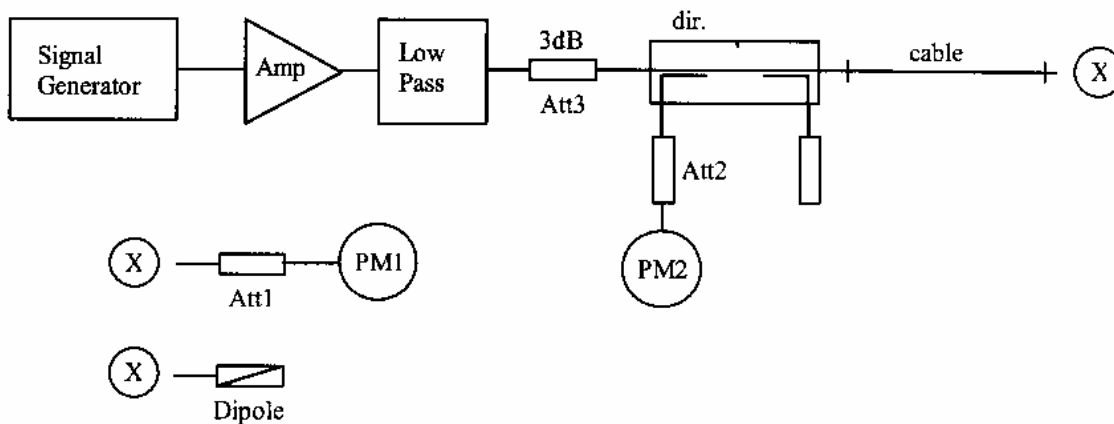 Signal
Generator
Amp
Low
Pass
3dB
Att3
dir.
cable
X
Att2
PM2
X
Att1
PM1
X
Dipole